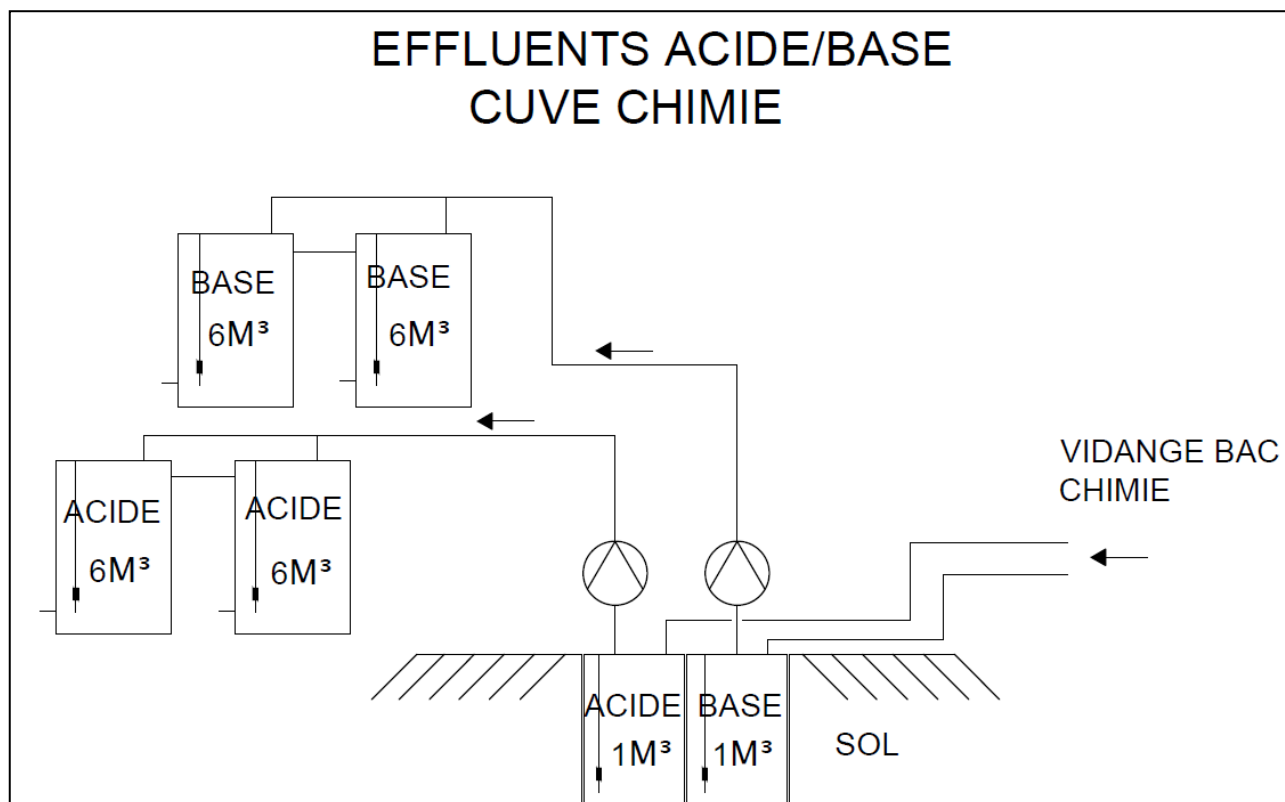 EFFLUENTS ACIDE/BASE
CUVE CHIMIE
BASE
6M³
BASE
6M³
ACIDE
6M³
ACIDE
6M³
VIDANGE BAC
CHIMIE
ACIDE
1M³
BASE
1M³
SOL